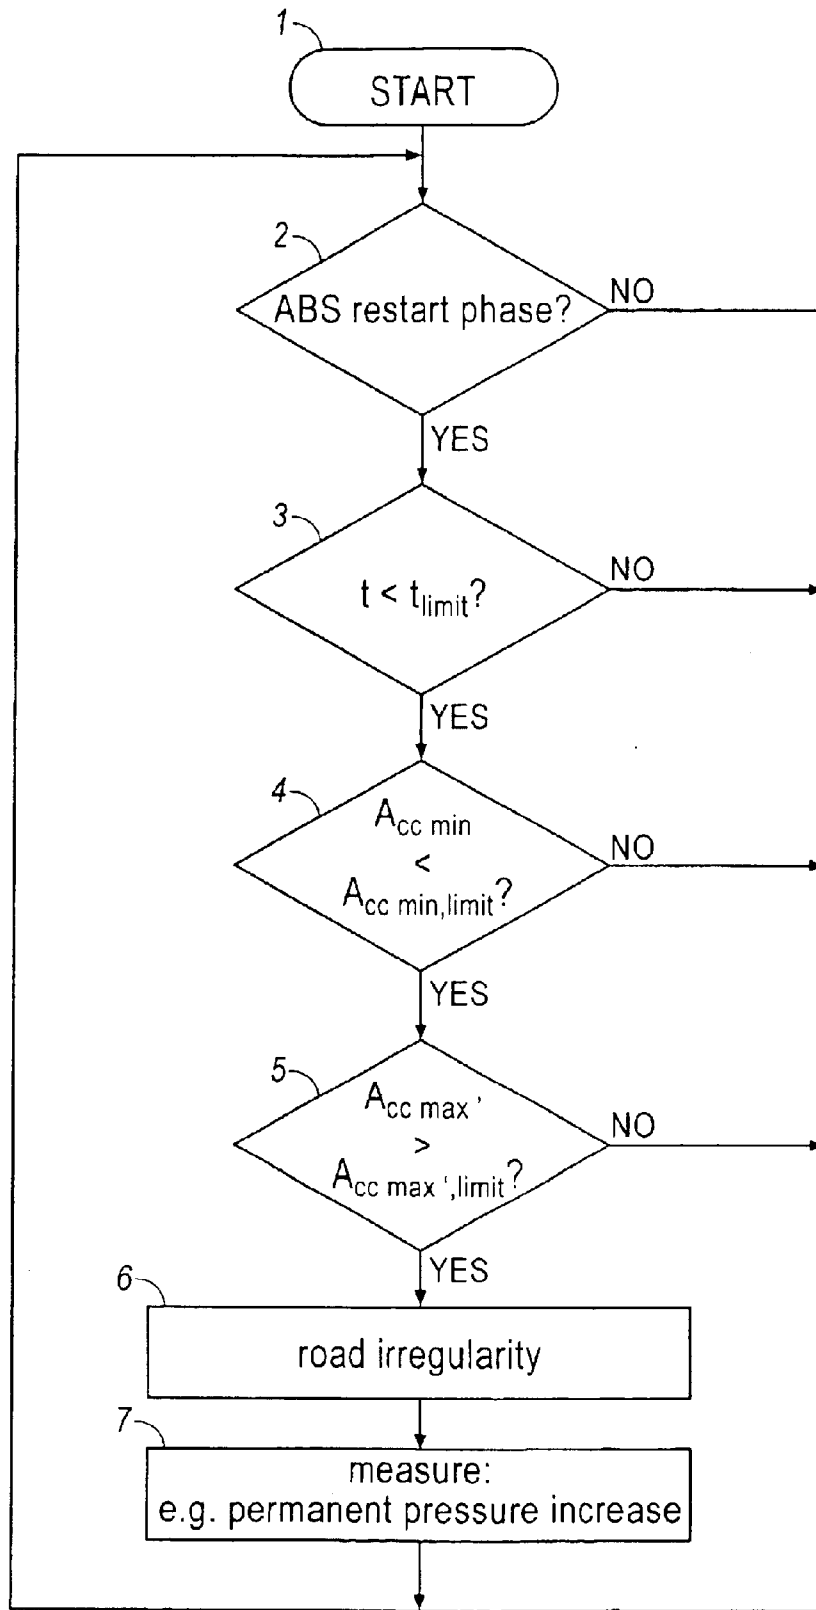 1
START
2
ABS restart phase?
NO
YES
3
t < t_limit?
NO
YES
4
A_cc min
<
A_cc min,limit?
NO
YES
5
A_cc max '
>
A_cc max ',limit?
NO
YES
6
road irregularity
7
measure:
e.g. permanent pressure increase